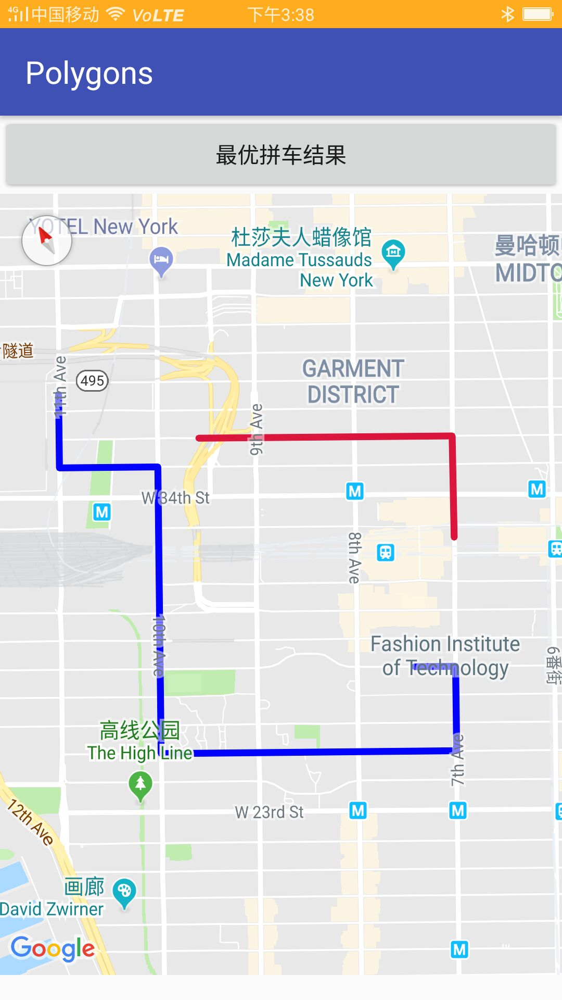 4G 中国移动 VoLTE 下午3:38
Polygons
最优拼车结果
YOTEL New York
杜莎夫人蜡像馆
Madame Tussauds
New York
曼哈顿
MIDTO
隧道
11th Ave
495
GARMENT
DISTRICT
9th Ave
W 34th St
M
M
M
8th Ave
10th Ave
Fashion Institute
of Technology
6番街
高线公园
The High Line
7th Ave
12th Ave
W 23rd St
M
M
画廊
David Zwirner
Google
M